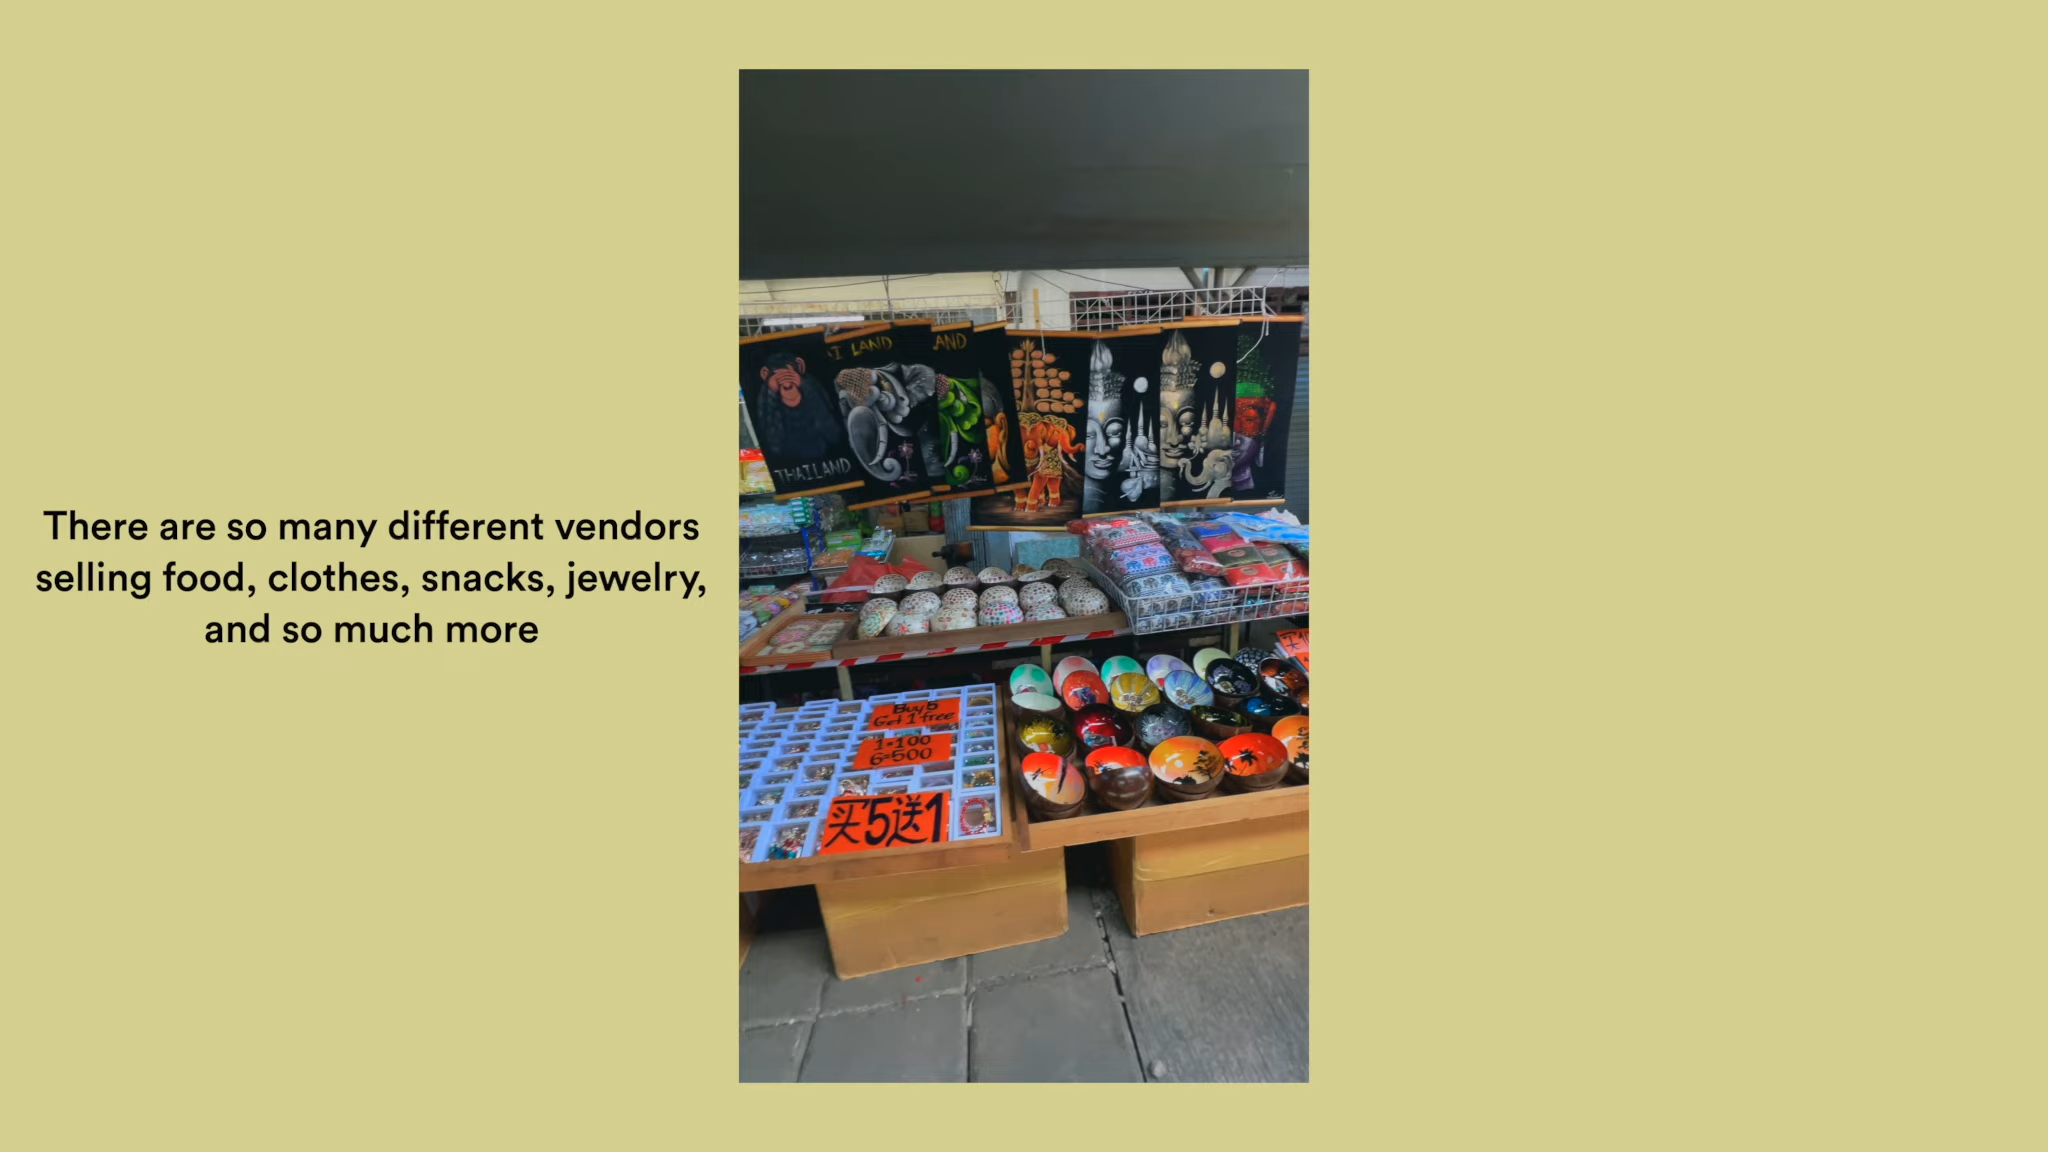 There are so many different vendors
selling food, clothes, snacks, jewelry,
and so much more
LAND
AND
THAILAND
Buy 5
Get 1 free
1=100
6=500
买5送1